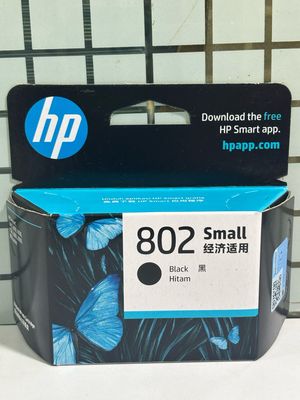 hp
Download the free
HP Smart app.
hpapp.com
802 Small
经济适用
Black 黑
Hitam